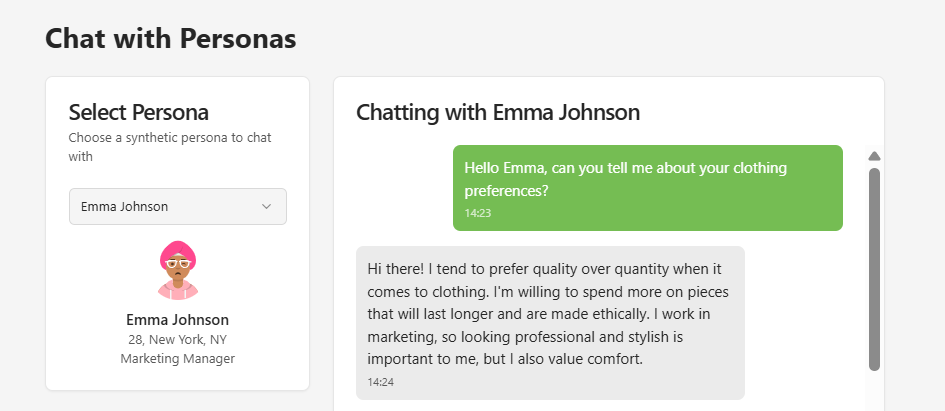 Chat with Personas
Select Persona
Choose a synthetic persona to chat
with
Emma Johnson
Emma Johnson
28, New York, NY
Marketing Manager
Chatting with Emma Johnson
Hello Emma, can you tell me about your clothing
preferences?
14:23
Hi there! I tend to prefer quality over quantity when it
comes to clothing. I'm willing to spend more on pieces
that will last longer and are made ethically. I work in
marketing, so looking professional and stylish is
important to me, but I also value comfort.
14:24